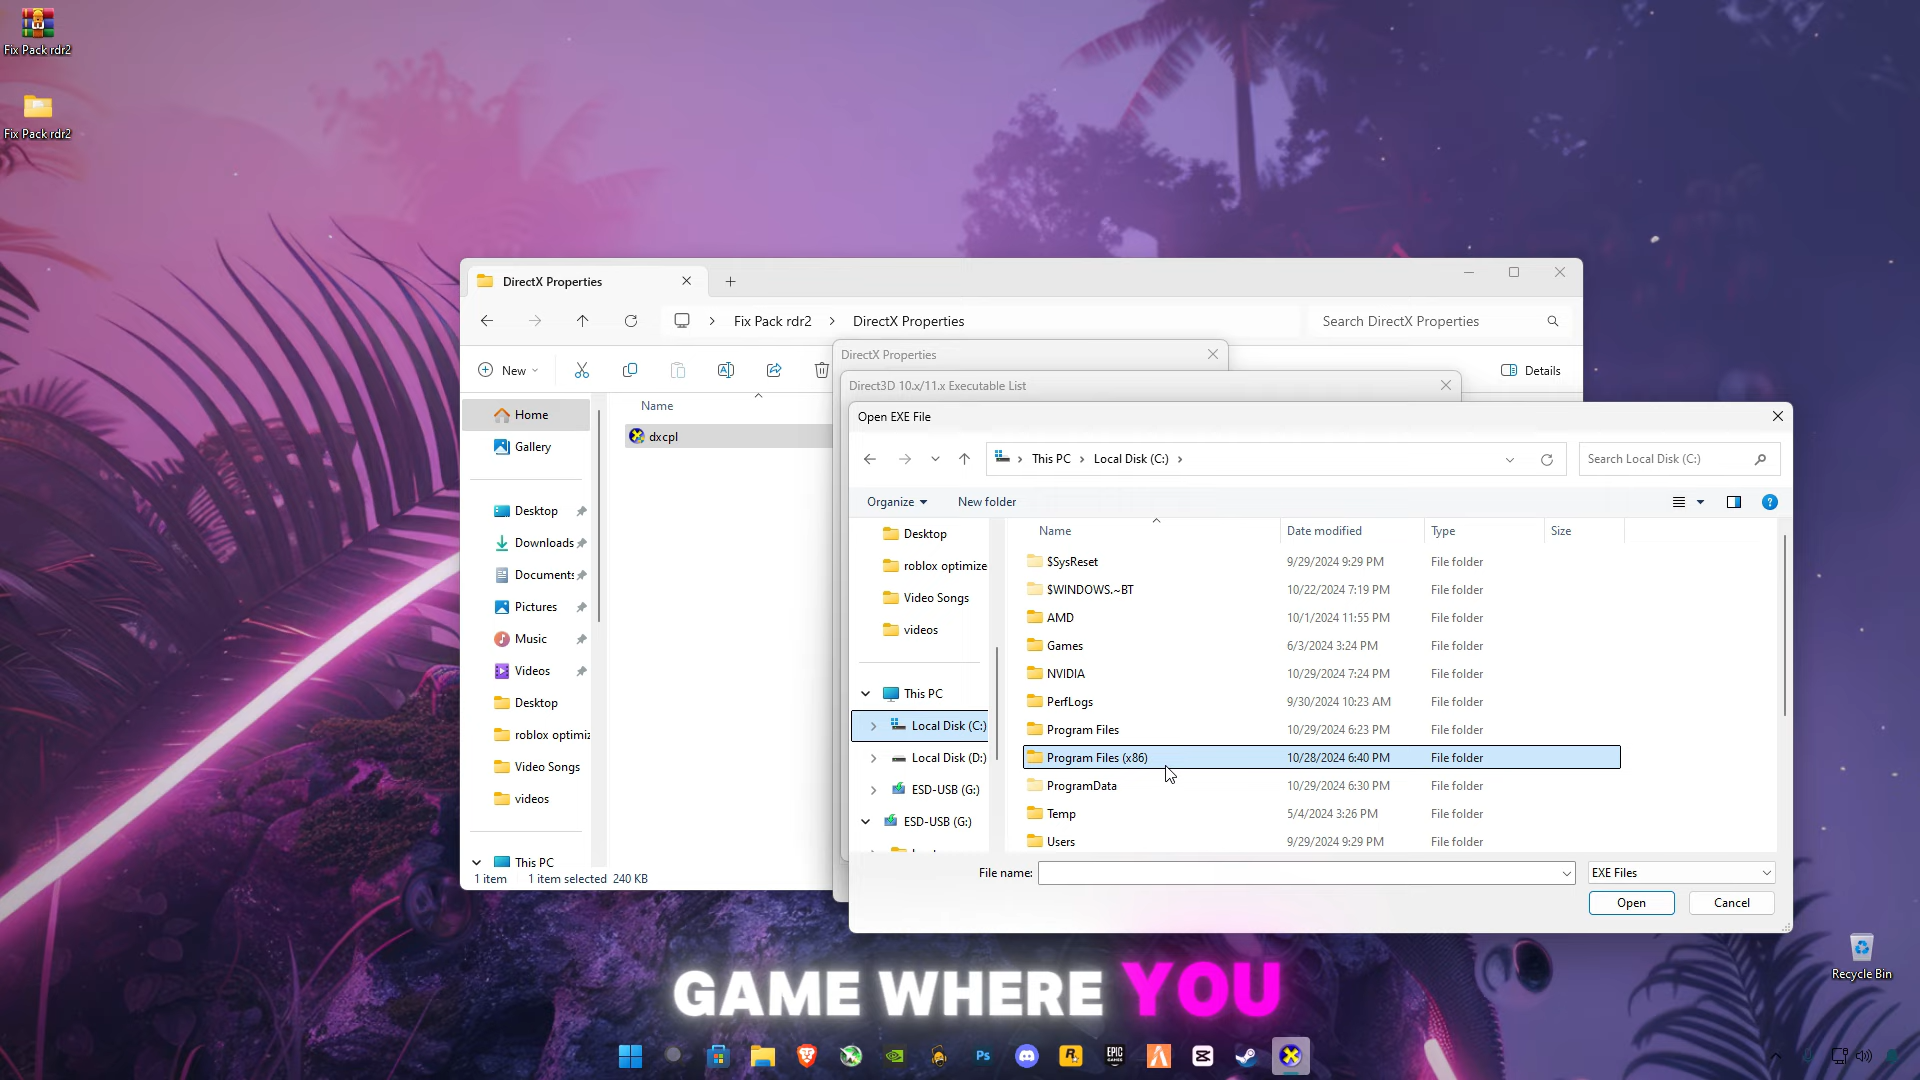 Fix Pack rdr2
Fix Pack rdr2
DirectX Properties
Fix Pack rdr2
DirectX Properties
Search DirectX Properties
New
Details
Home
Gallery
Desktop
Downloads
Documents
Pictures
Music
Videos
Desktop
roblox optimiz
Video Songs
videos
This PC
Name
dxcpl
1 item
1 item selected 240 KB
DirectX Properties
Direct3D 10.x/11.x Executable List
Open EXE File
This PC
Local Disk (C:)
Search Local Disk (C:)
Organize
New folder
Desktop
roblox optimize
Video Songs
videos
This PC
Local Disk (C:)
Local Disk (D:)
ESD-USB (G:)
ESD-USB (G:)
Name Date modified Type Size
$SysReset 9/29/2024 9:29 PM File folder
$WINDOWS.~BT 10/22/2024 7:19 PM File folder
AMD 10/1/2024 11:55 PM File folder
Games 6/3/2024 3:24 PM File folder
NVIDIA 10/29/2024 7:24 PM File folder
PerfLogs 9/30/2024 10:23 AM File folder
Program Files 10/29/2024 6:23 PM File folder
Program Files (x86) 10/28/2024 6:40 PM File folder
ProgramData 10/29/2024 6:30 PM File folder
Temp 5/4/2024 3:26 PM File folder
Users 9/29/2024 9:29 PM File folder
File name:
EXE Files
Open
Cancel
Recycle Bin
GAME WHERE YOU
Ps
R
EPIC
GAMES